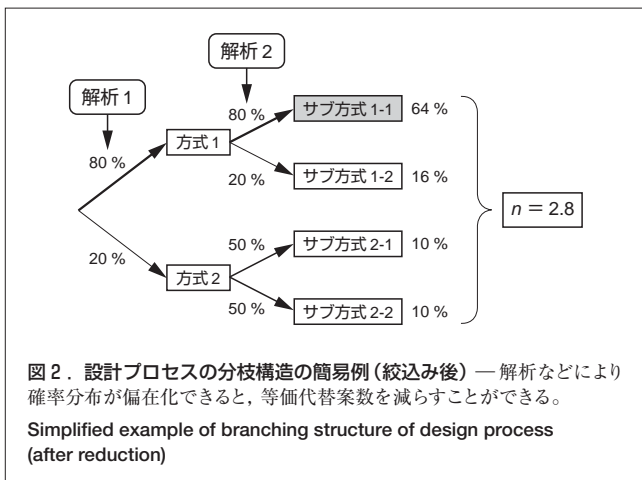 解析 2
解析 1
80 %
サブ方式 1-1
64 %
80 %
方式 1
20 %
サブ方式 1-2
16 %
n = 2.8
20 %
50 %
サブ方式 2-1
10 %
方式 2
50 %
サブ方式 2-2
10 %
図 2．設計プロセスの分枝構造の簡易例（絞込み後）— 解析などにより
確率分布が偏在化できると，等価代替案数を減らすことができる。
Simplified example of branching structure of design process
(after reduction)